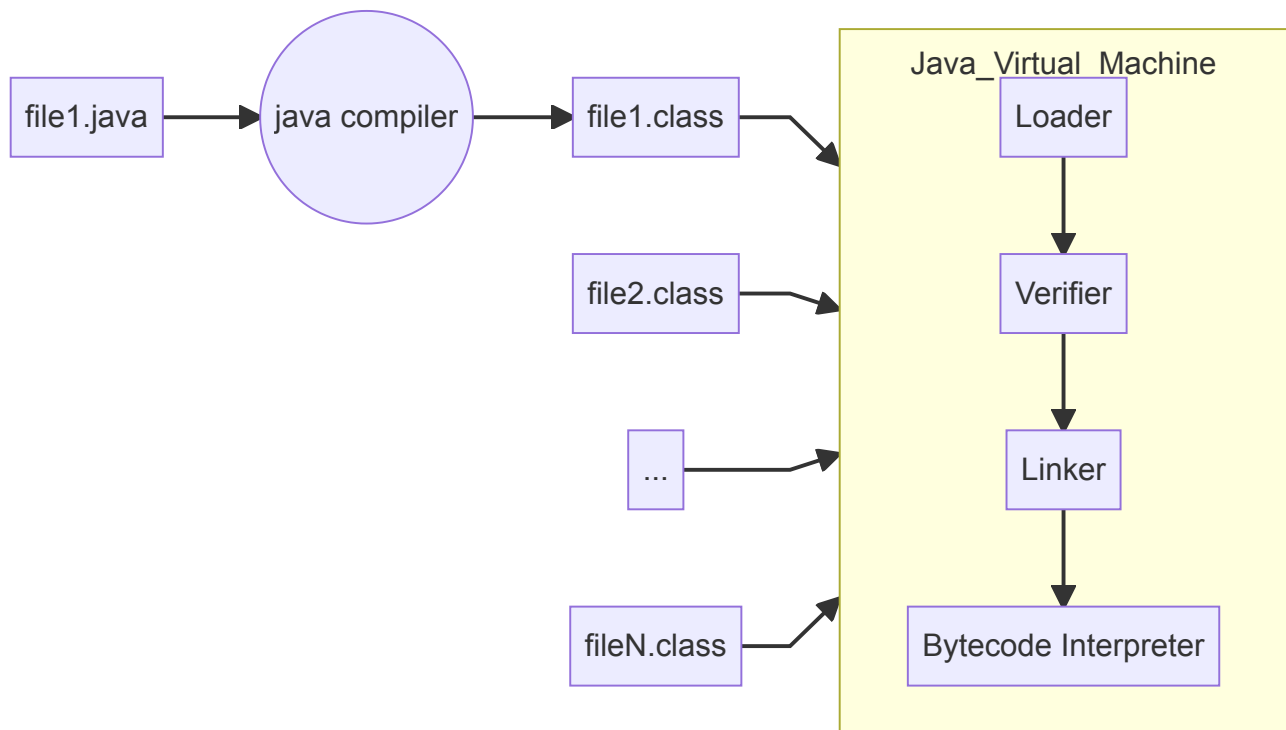 Java_Virtual_Machine
file1.java
java compiler
file1.class
Loader
file2.class
Verifier
...
Linker
fileN.class
Bytecode Interpreter